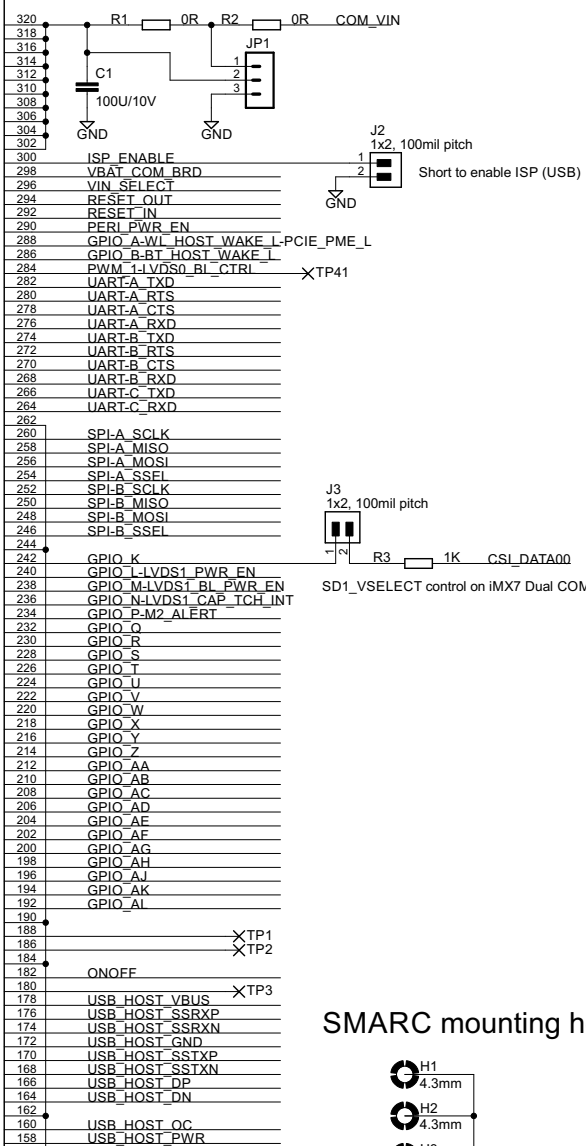 320 R1 0R R2 0R COM_VIN
318
316 JP1
314 1
312 C1 2
310 3
308 100U/10V
306
304 GND GND
302 J2
1x2, 100mil pitch
300 ISP_ENABLE 1
298 VBAT_COM_BRD 2 Short to enable ISP (USB)
296 VIN_SELECT
294 RESET_OUT GND
292 RESET_IN
290 PERI_PWR_EN
288 GPIO_A-WL_HOST_WAKE_L-PCIE_PME_L
286 GPIO_B-BT_HOST_WAKE_L
284 PWM_1-LVDS0_BL_CTRL TP41
282 UART-A_TXD
280 UART-A_RTS
278 UART-A_CTS
276 UART-A_RXD
274 UART-B_TXD
272 UART-B_RTS
270 UART-B_CTS
268 UART-B_RXD
266 UART-C_TXD
264 UART-C_RXD
262
260 SPI-A_SCLK
258 SPI-A_MISO
256 SPI-A_MOSI
254 SPI-A_SSEL J3
252 SPI-B_SCLK 1x2, 100mil pitch
250 SPI-B_MISO
248 SPI-B_MOSI
246 SPI-B_SSEL
244 1 2
242 GPIO_K R3 1K CSI_DATA00
240 GPIO_L-LVDS1_PWR_EN
238 GPIO_M-LVDS1_BL_PWR_EN SD1_VSELECT control on iMX7 Dual COM
236 GPIO_N-LVDS1_CAP_TCH_INT
234 GPIO_P-M2_ALERT
232 GPIO_Q
230 GPIO_R
228 GPIO_S
226 GPIO_T
224 GPIO_U
222 GPIO_V
220 GPIO_W
218 GPIO_X
216 GPIO_Y
214 GPIO_Z
212 GPIO_AA
210 GPIO_AB
208 GPIO_AC
206 GPIO_AD
204 GPIO_AE
202 GPIO_AF
200 GPIO_AG
198 GPIO_AH
196 GPIO_AJ
194 GPIO_AK
192 GPIO_AL
190
188 TP1
186 TP2
184
182 ONOFF
180 TP3
178 USB_HOST_VBUS
176 USB_HOST_SSRXP
174 USB_HOST_SSRXN SMARC mounting h
172 USB_HOST_GND
170 USB_HOST_SSTXP
168 USB_HOST_SSTXN H1
166 USB_HOST_DP 4.3mm
164 USB_HOST_DN
162 H2
160 USB_HOST_OC 4.3mm
158 USB_HOST_PWR